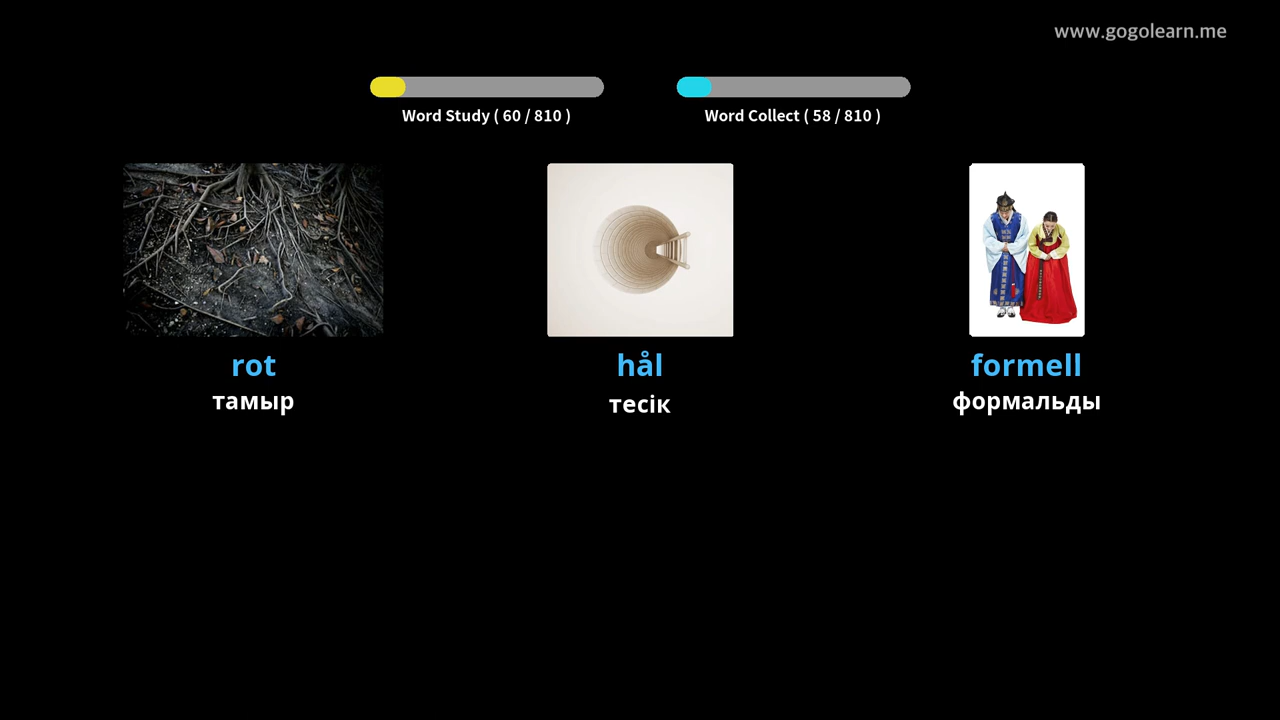 www.gogolearn.me
Word Study ( 60 / 810 )
Word Collect ( 58 / 810 )
rot
тамыр
hål
тесік
formell
формальды